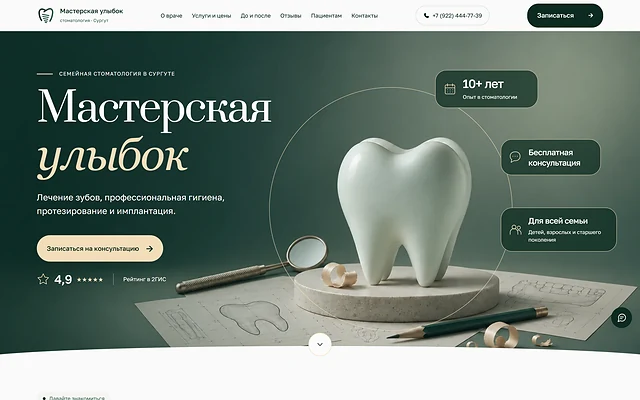 Мастерская улыбок
стоматология · Сургут
О враче
Услуги и цены
До и после
Отзывы
Пациентам
Контакты
+7 (922) 444-77-39
Записаться
СЕМЕЙНАЯ СТОМАТОЛОГИЯ В СУРГУТЕ
Мастерская
улыбок
Лечение зубов, профессиональная гигиена,
протезирование и имплантация.
Записаться на консультацию
4,9 ★★★★★
Рейтинг в 2ГИС
10+ лет
Опыт в стоматологии
Бесплатная
консультация
Для всей семьи
Детей, взрослых и старшего
поколения
Давайте знакомиться